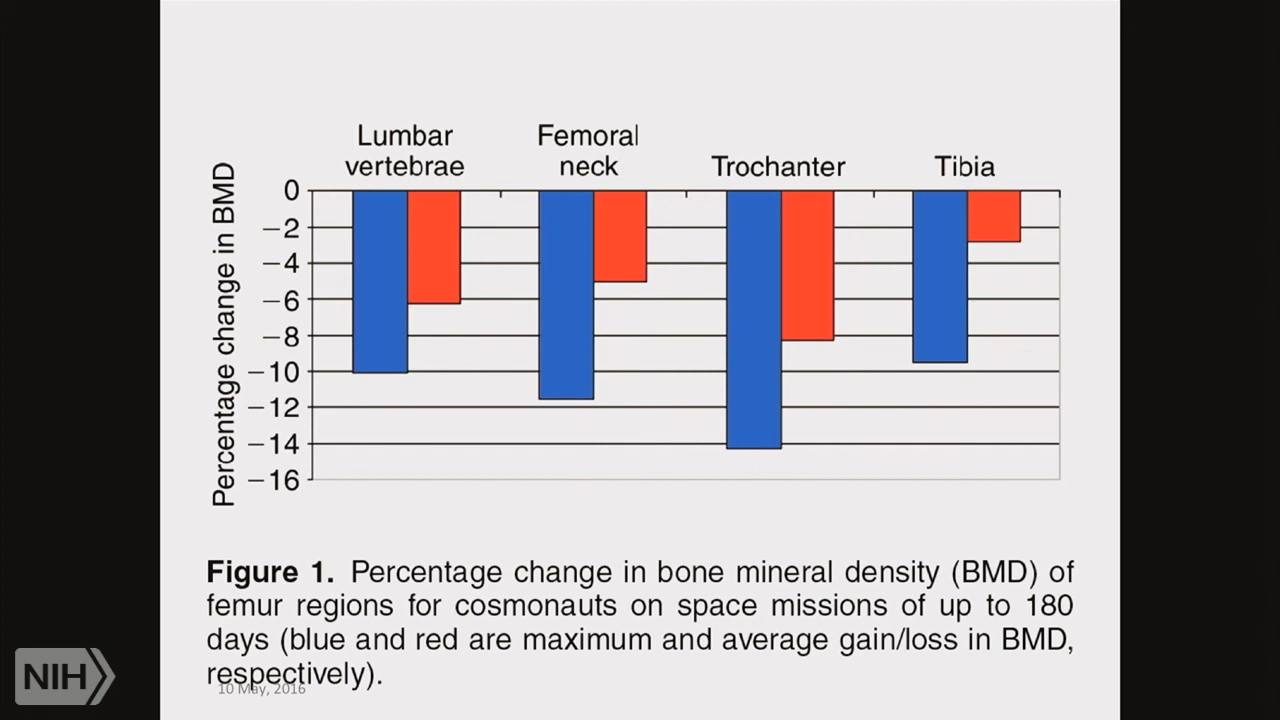 Lumbar
vertebrae
Femoral
neck
Trochanter
Tibia
Percentage change in BMD
0
−2
−4
−6
−8
−10
−12
−14
−16
Figure 1. Percentage change in bone mineral density (BMD) of
femur regions for cosmonauts on space missions of up to 180
days (blue and red are maximum and average gain/loss in BMD,
respectively).
10 May, 2016
NIH